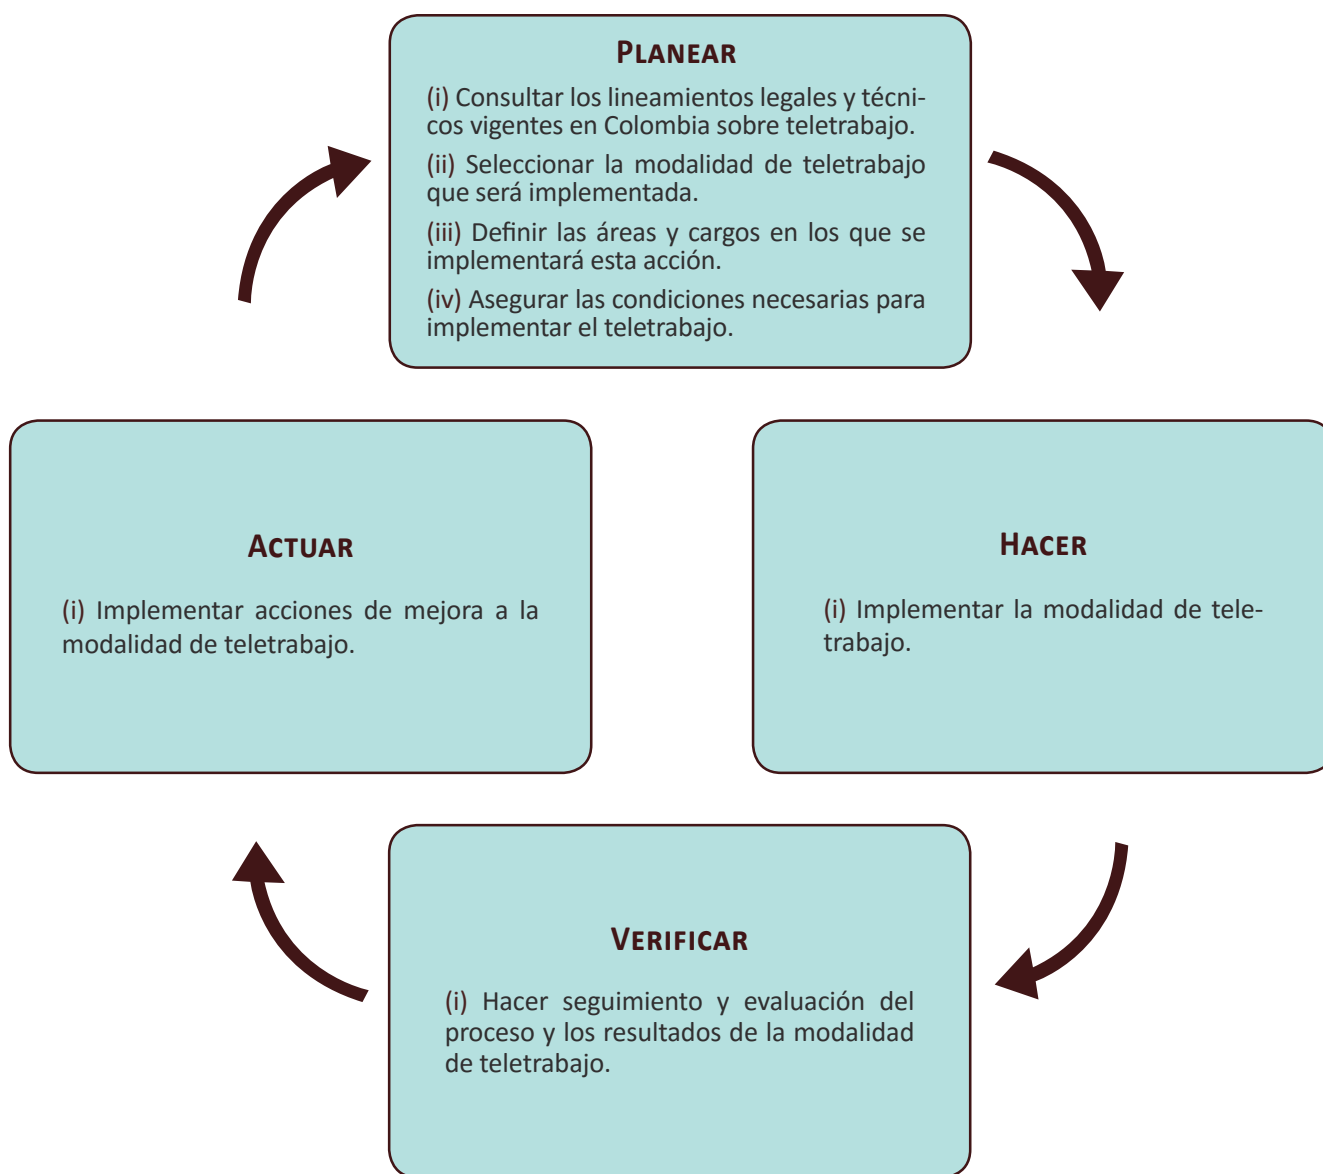 PLANEAR
(i) Consultar los lineamientos legales y técni-
cos vigentes en Colombia sobre teletrabajo.
(ii) Seleccionar la modalidad de teletrabajo
que será implementada.
(iii) Definir las áreas y cargos en los que se
implementará esta acción.
(iv) Asegurar las condiciones necesarias para
implementar el teletrabajo.
ACTUAR
(i) Implementar acciones de mejora a la
modalidad de teletrabajo.
HACER
(i) Implementar la modalidad de tele-
trabajo.
VERIFICAR
(i) Hacer seguimiento y evaluación del
proceso y los resultados de la modalidad
de teletrabajo.